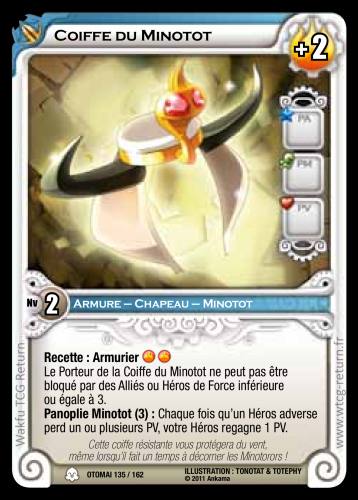 Coiffe du Minotot
+2
PA
PM
PV
Nv 2
Armure – Chapeau – Minotot
Recette : Armurier
Le Porteur de la Coiffe du Minotot ne peut pas être
bloqué par des Alliés ou Héros de Force inférieure
ou égale à 3.
Panoplie Minotot (3) : Chaque fois qu'un Héros adverse
perd un ou plusieurs PV, votre Héros regagne 1 PV.
Cette coiffe résistante vous protégera du vent,
même lorsqu'il fait un temps à décorner les Minotorors !
OTOMAI 135 / 162
ILLUSTRATION : TONOTAT & TOTEPHY
© 2011 Ankama
Wakfu TCG Return
www.wtcg-return.fr